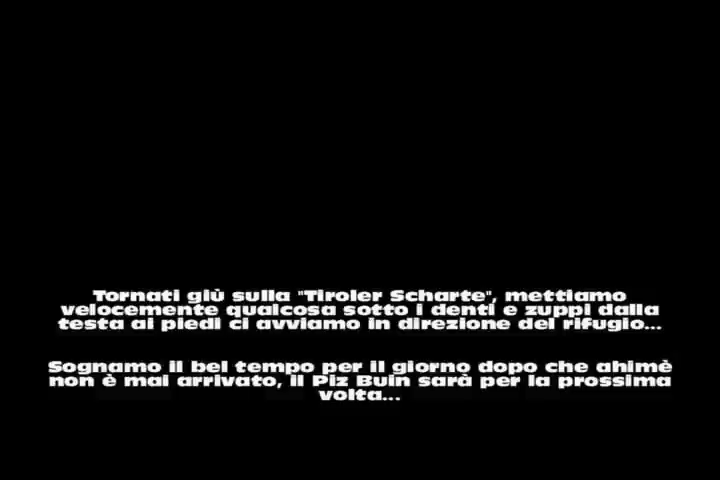 Tornati giù sulla "Tiroler Scharte", mettiamo
velocemente qualcosa sotto i denti e zuppi dalla
testa ai piedi ci avviamo in direzione del rifugio...
Sognamo il bel tempo per il giorno dopo che ahimè
non è mai arrivato, il Piz Buin sarà per la prossima
volta...